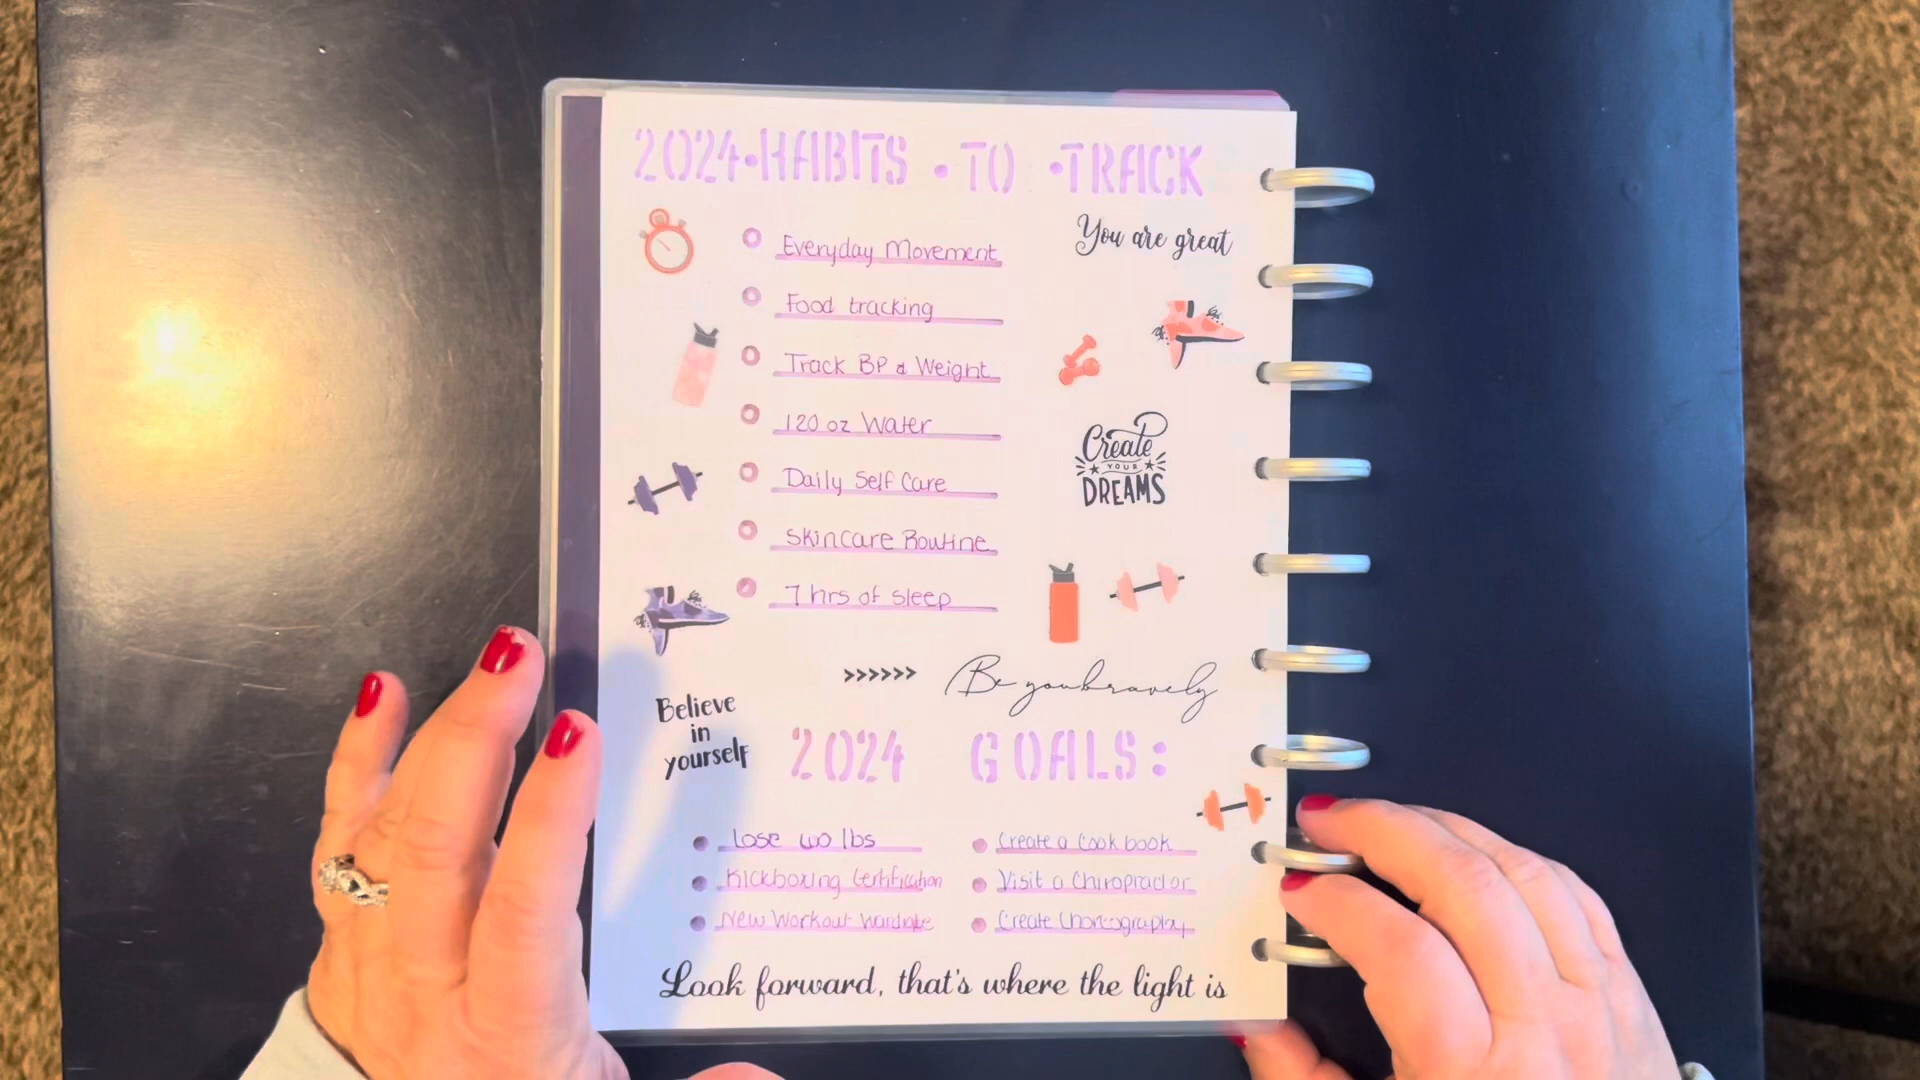 2024•HABITS •TO •TRACK
You are great
Everyday Movement
Food tracking
Track BP & Weight
120 oz Water
Create
YOUR
DREAMS
Daily Self Care
Skincare Routine
7 hrs of sleep
>>>>>> Be you bravely
Believe
in
yourself
2024 GOALS:
Lose 60 lbs
Kickboxing Certification
New Workout Wardrobe
Create a Cook book
Visit a Chiropractor
Create Choreography
Look forward, that's where the light is